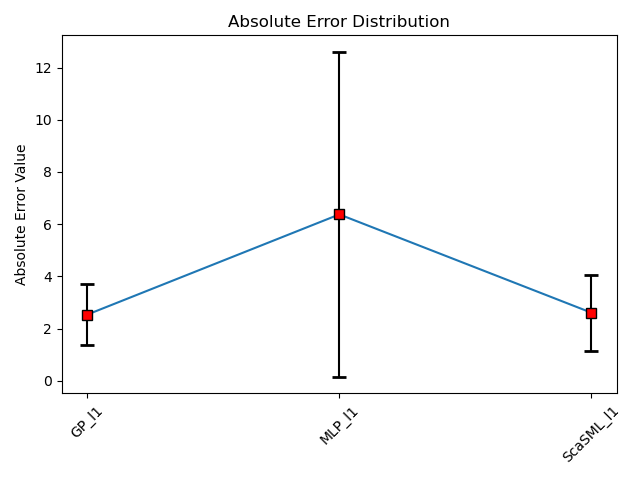 Absolute Error Distribution
Absolute Error Value
12
10
8
6
4
2
0
GP_l1
MLP_l1
ScaSML_l1